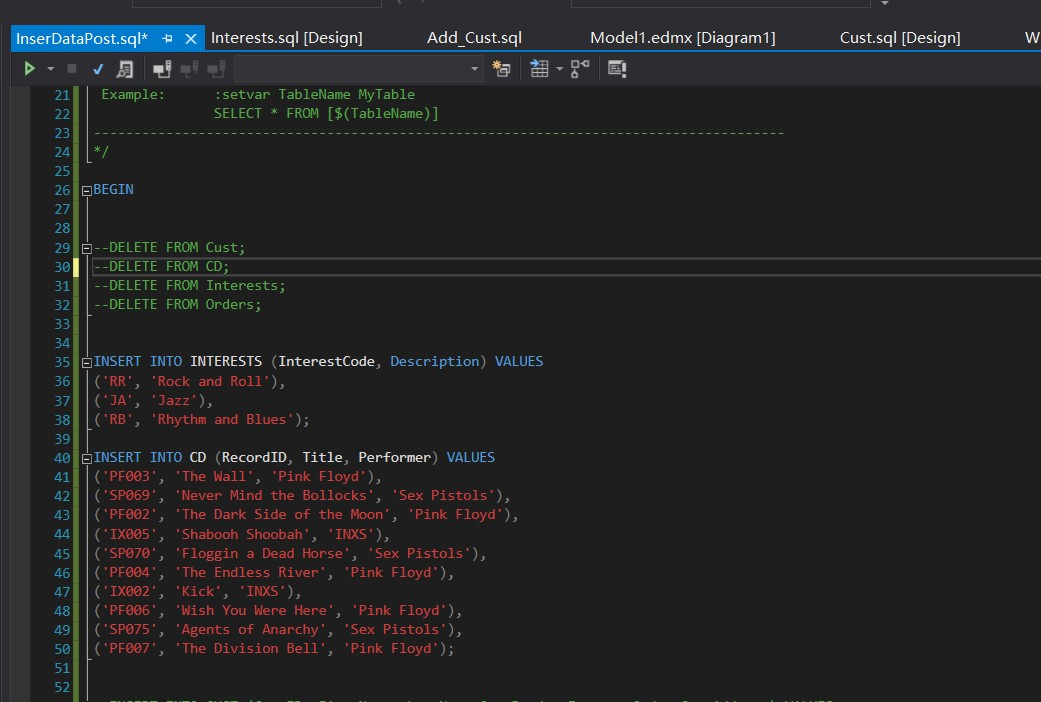 InserDataPost.sql* Interests.sql [Design] Add_Cust.sql Model1.edmx [Diagram1] Cust.sql [Design]
21 Example: :setvar TableName MyTable
22 SELECT * FROM [$(TableName)]
23 --------------------------------------------------------------------------------------
24 */
25
26 BEGIN
27
28
29 --DELETE FROM Cust;
30 --DELETE FROM CD;
31 --DELETE FROM Interests;
32 --DELETE FROM Orders;
33
34
35 INSERT INTO INTERESTS (InterestCode, Description) VALUES
36 ('RR', 'Rock and Roll'),
37 ('JA', 'Jazz'),
38 ('RB', 'Rhythm and Blues');
39
40 INSERT INTO CD (RecordID, Title, Performer) VALUES
41 ('PF003', 'The Wall', 'Pink Floyd'),
42 ('SP069', 'Never Mind the Bollocks', 'Sex Pistols'),
43 ('PF002', 'The Dark Side of the Moon', 'Pink Floyd'),
44 ('IX005', 'Shabooh Shoobah', 'INXS'),
45 ('SP070', 'Floggin a Dead Horse', 'Sex Pistols'),
46 ('PF004', 'The Endless River', 'Pink Floyd'),
47 ('IX002', 'Kick', 'INXS'),
48 ('PF006', 'Wish You Were Here', 'Pink Floyd'),
49 ('SP075', 'Agents of Anarchy', 'Sex Pistols'),
50 ('PF007', 'The Division Bell', 'Pink Floyd');
51
52